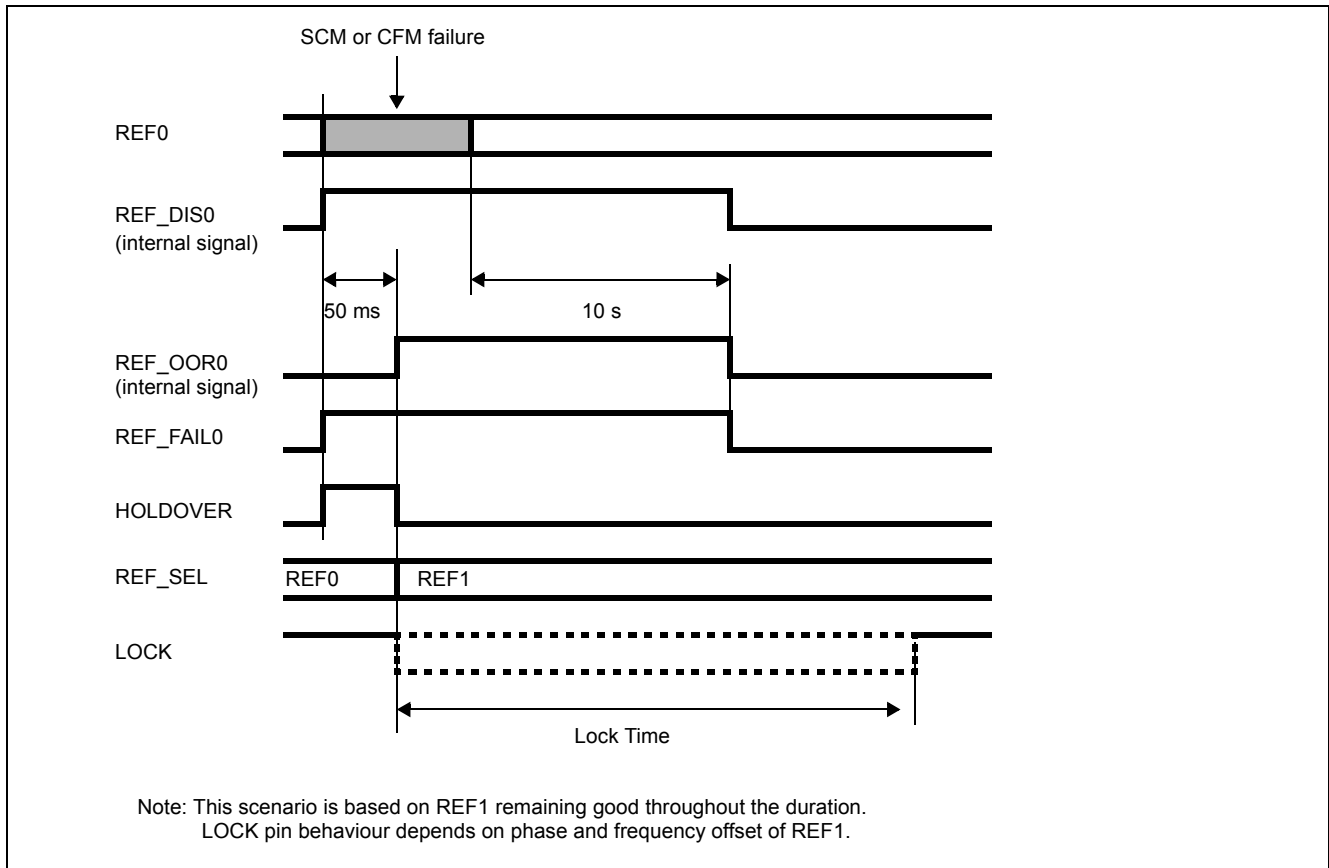 SCM or CFM failure
REF0
REF_DIS0
(internal signal)
50 ms
10 s
REF_OOR0
(internal signal)
REF_FAIL0
HOLDOVER
REF_SEL
REF0
REF1
LOCK
Lock Time
Note: This scenario is based on REF1 remaining good throughout the duration.
LOCK pin behaviour depends on phase and frequency offset of REF1.